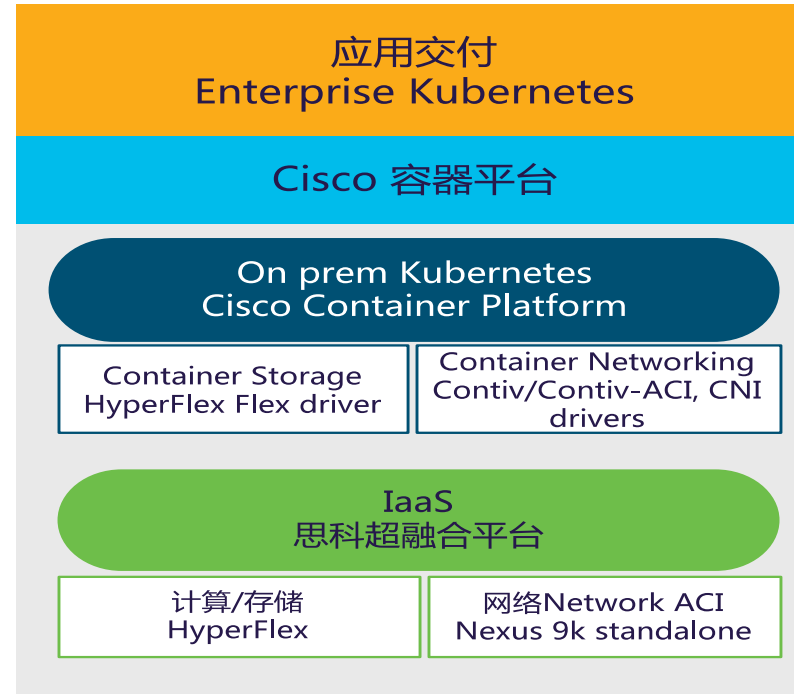 应用交付
Enterprise Kubernetes
Cisco 容器平台
On prem Kubernetes
Cisco Container Platform
Container Storage
HyperFlex Flex driver
Container Networking
Contiv/Contiv-ACI, CNI
drivers
IaaS
思科超融合平台
计算/存储
HyperFlex
网络Network ACI
Nexus 9k standalone